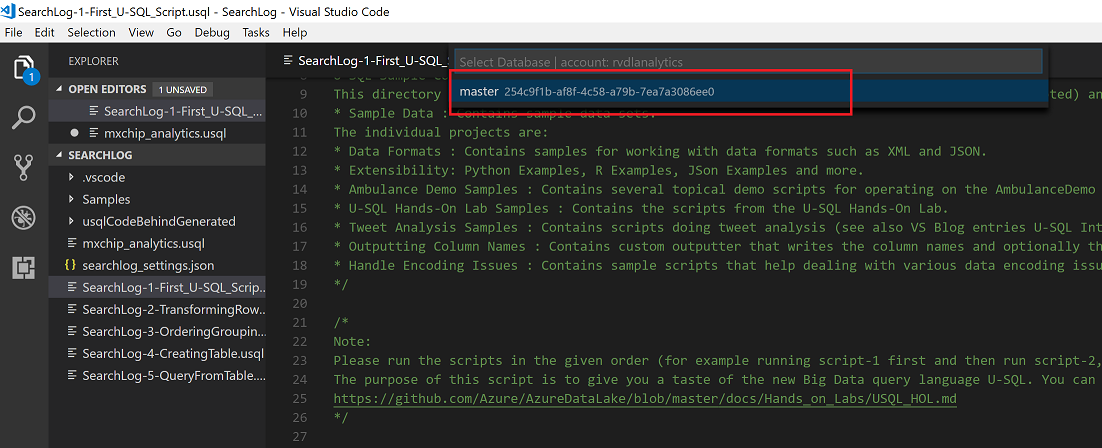 SearchLog-1-First_U-SQL_Script.usql - SearchLog - Visual Studio Code
File Edit Selection View Go Debug Tasks Help
1
EXPLORER
OPEN EDITORS 1 UNSAVED
SearchLog-1-First_U-SQL_...
mxchip_analytics.usql
SEARCHLOG
.vscode
Samples
usqlCodeBehindGenerated
mxchip_analytics.usql
{} searchlog_settings.json
SearchLog-1-First_U-SQL_Scrip...
SearchLog-2-TransformingRow...
SearchLog-3-OrderingGroupin...
SearchLog-4-CreatingTable.usql
SearchLog-5-QueryFromTable....
SearchLog-1-First_U-SQL_
Select Database | account: rvdlanalytics
master 254c9f1b-af8f-4c58-a79b-7ea7a3086ee0
9 This directory ted) an
10 * Sample Data : Contains sample data sets.
11 The individual projects are:
12 * Data Formats : Contains samples for working with data formats such as XML and JSON.
13 * Extensibility: Python Examples, R Examples, JSon Examples and more.
14 * Ambulance Demo Samples : Contains several topical demo scripts for operating on the AmbulanceDemo
15 * U-SQL Hands-On Lab Samples : Contains the scripts from the U-SQL Hands-On Lab.
16 * Tweet Analysis Samples : Contains scripts doing tweet analysis (see also VS Blog entries U-SQL Int
17 * Outputting Column Names : Contains custom outputter that writes the column names and optionally th
18 * Handle Encoding Issues : Contains sample scripts that help dealing with various data encoding issu
19 */
20
21 /*
22 Note:
23 Please run the scripts in the given order (for example running script-1 first and then run script-2,
24 The purpose of this script is to give you a taste of the new Big Data query language U-SQL. You can
25 https://github.com/Azure/AzureDataLake/blob/master/docs/Hands_on_Labs/USQL_HOL.md
26 */
27